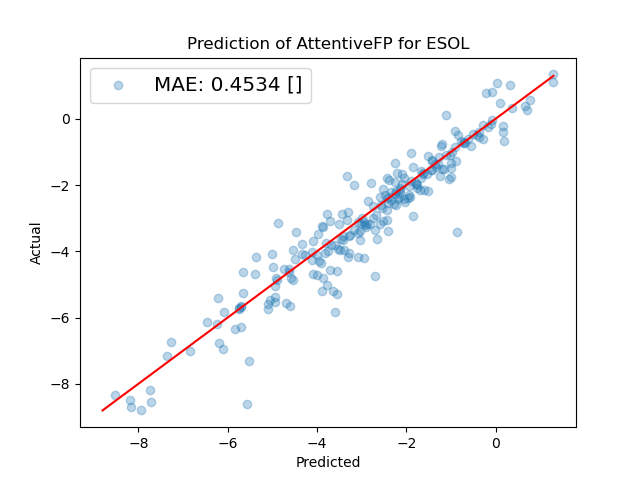 Prediction of AttentiveFP for ESOL
MAE: 0.4534 []
0
−2
−4
−6
−8
Actual
−8 −6 −4 −2 0
Predicted